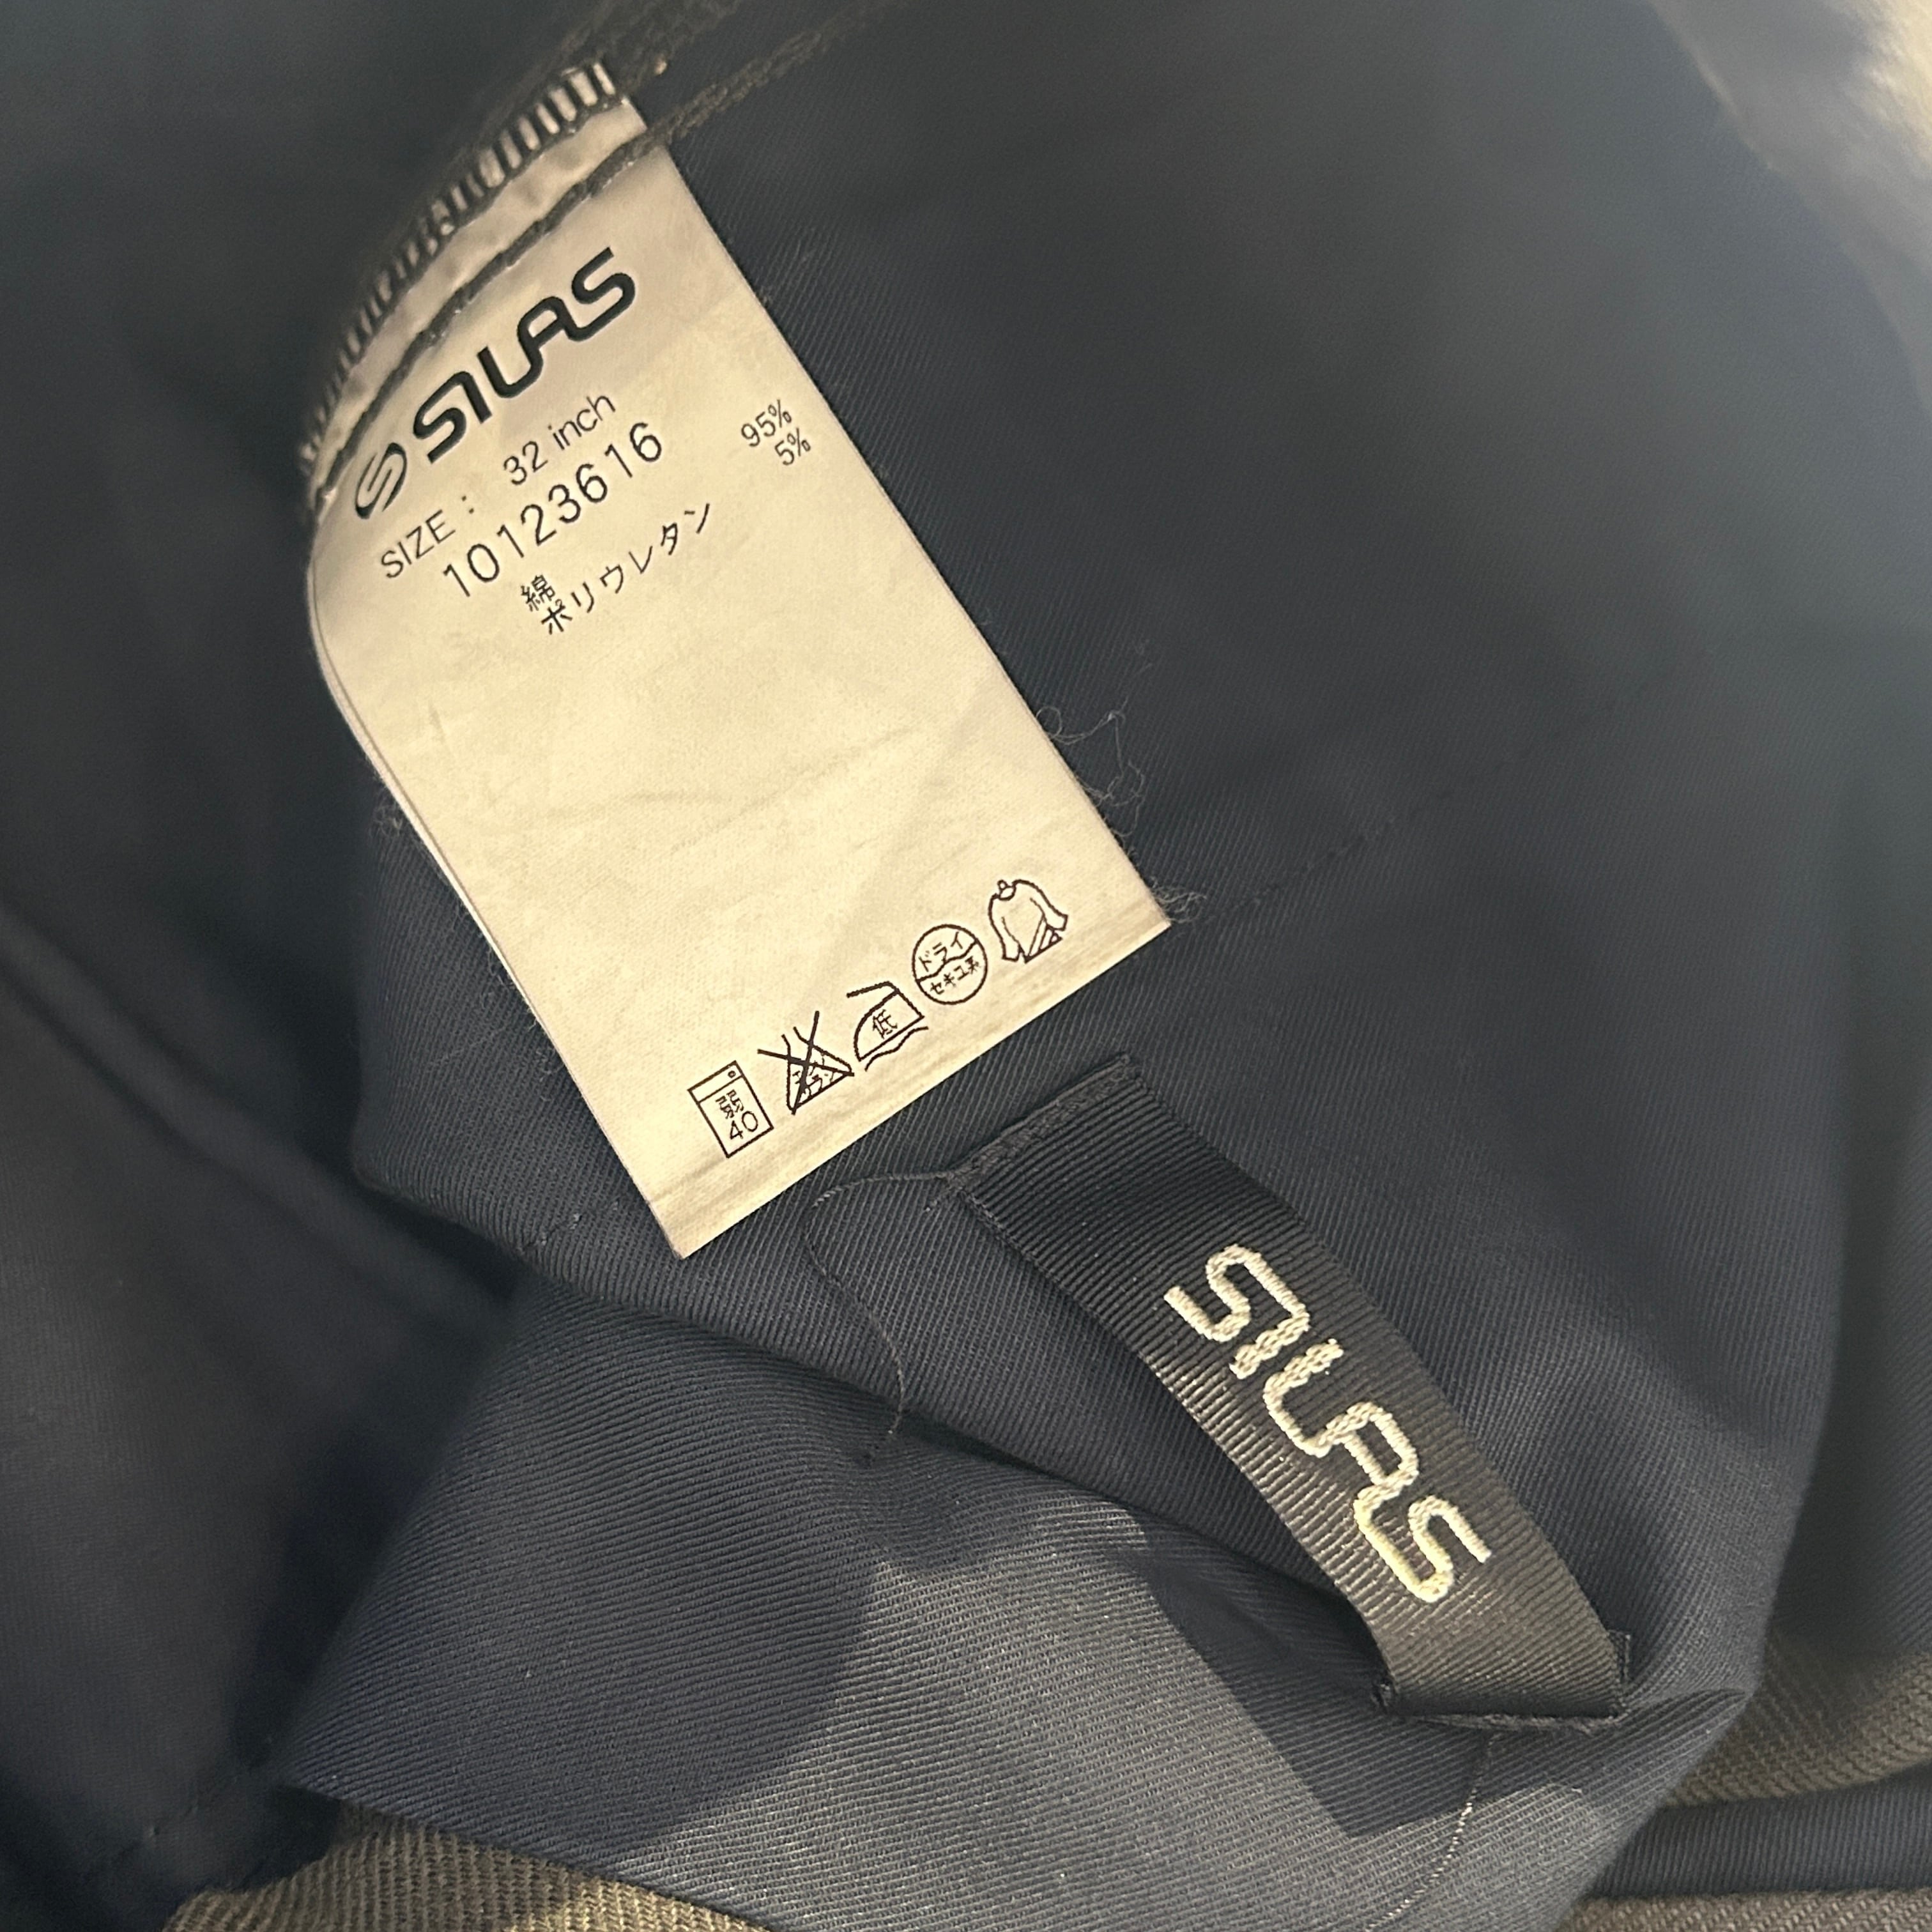 SILAS
SIZE : 32 inch
10123616
綿 95%
ポリウレタン 5%
弱
40
低
ドライ
セキユ系
SILAS